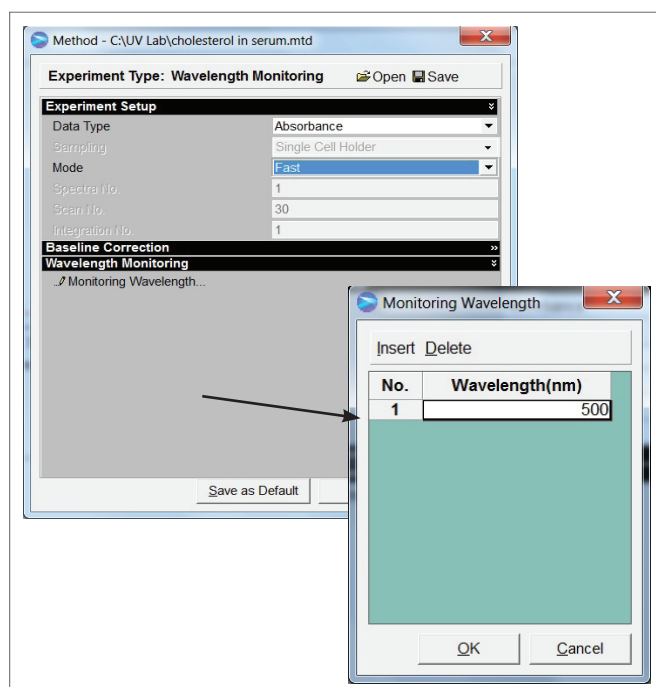 Method - C:\UV Lab\cholesterol in serum.mtd
Experiment Type: Wavelength Monitoring Open Save
Experiment Setup
Data Type Absorbance
Sampling Single Cell Holder
Mode Fast
Spectra No. 1
Scan No. 30
Integration No. 1
Baseline Correction
Wavelength Monitoring
Monitoring Wavelength...
Save as Default
Monitoring Wavelength
Insert Delete
No. Wavelength(nm)
1 500
OK Cancel